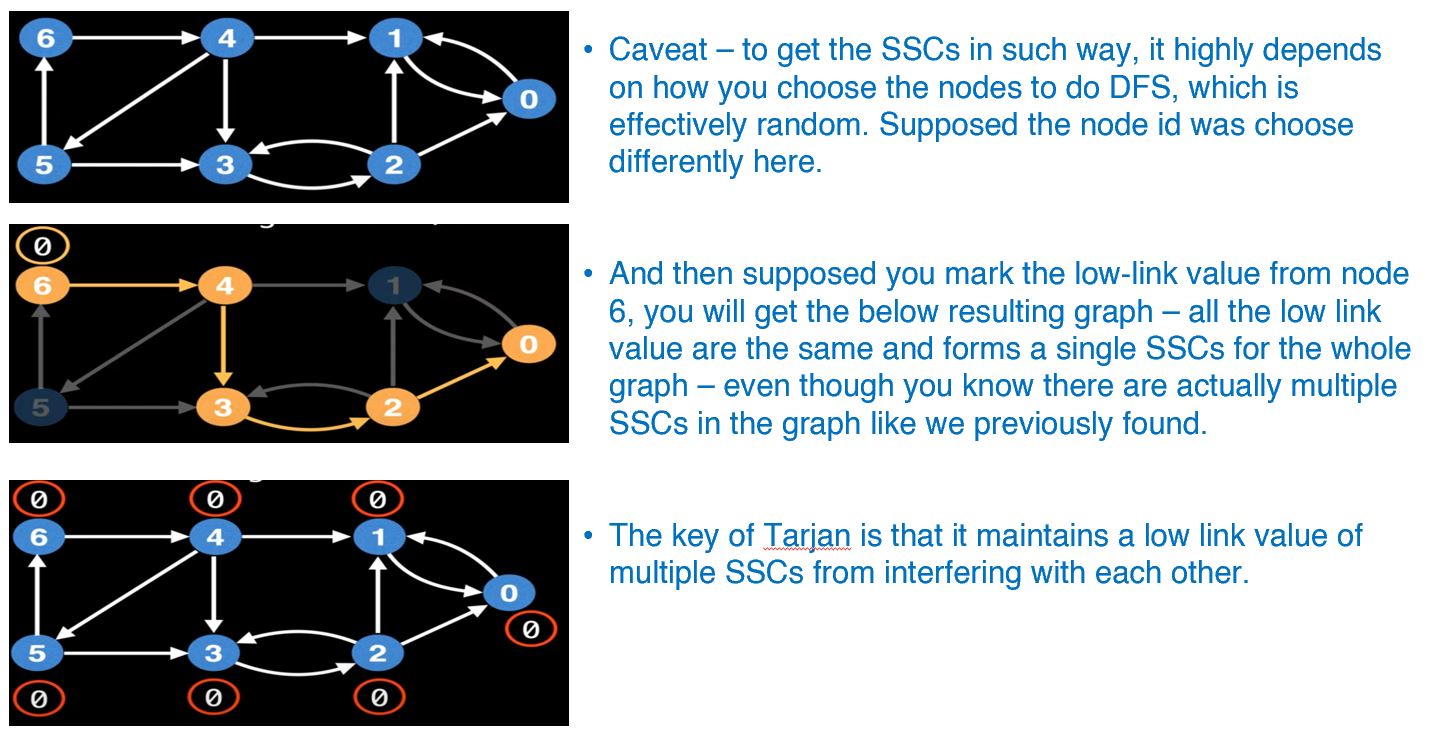 6 4 1
0
5 3 2
• Caveat – to get the SSCs in such way, it highly depends
on how you choose the nodes to do DFS, which is
effectively random. Supposed the node id was choose
differently here.
0
6 4 1
0
5 3 2
• And then supposed you mark the low-link value from node
6, you will get the below resulting graph – all the low link
value are the same and forms a single SSCs for the whole
graph – even though you know there are actually multiple
SSCs in the graph like we previously found.
0 0 0
6 4 1
0
0
5 3 2
0 0 0
• The key of Tarjan is that it maintains a low link value of
multiple SSCs from interfering with each other.